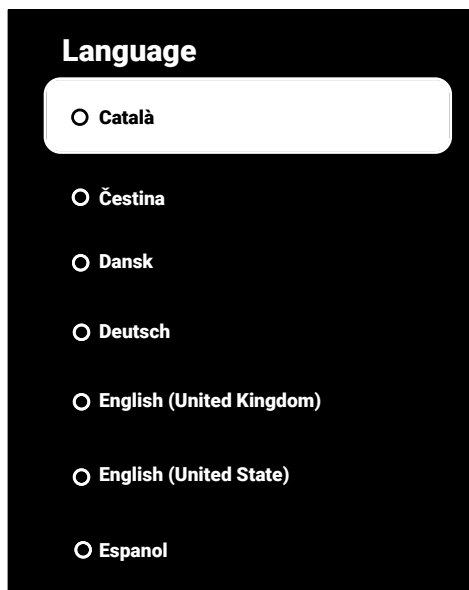 Language
Català
Čestina
Dansk
Deutsch
English (United Kingdom)
English (United State)
Espanol